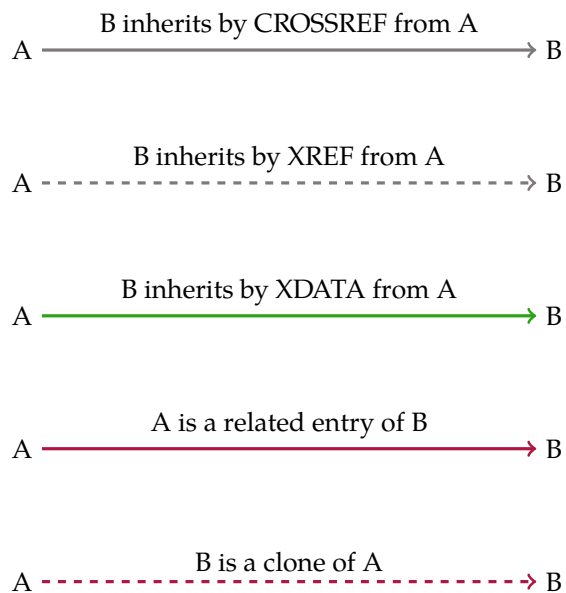 B inherits by CROSSREF from A
A B
B inherits by XREF from A
A B
B inherits by XDATA from A
A B
A is a related entry of B
A B
B is a clone of A
A B